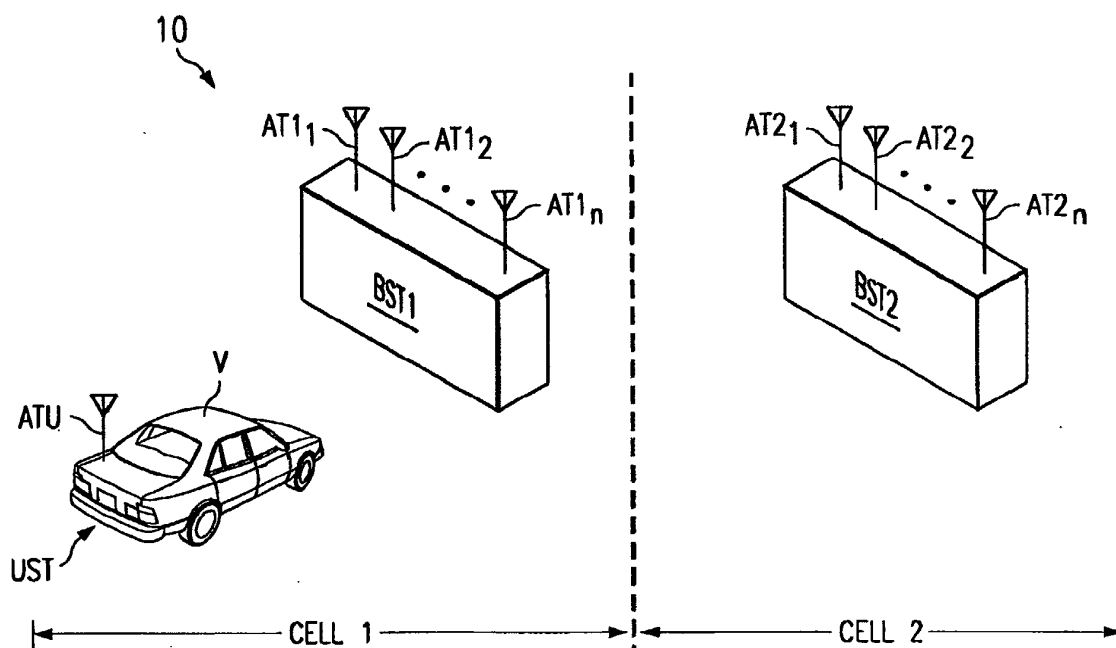 10
AT1₁
AT1₂
AT1ₙ
AT2₁
AT2₂
AT2ₙ
BST1
BST2
V
ATU
UST
CELL 1
CELL 2